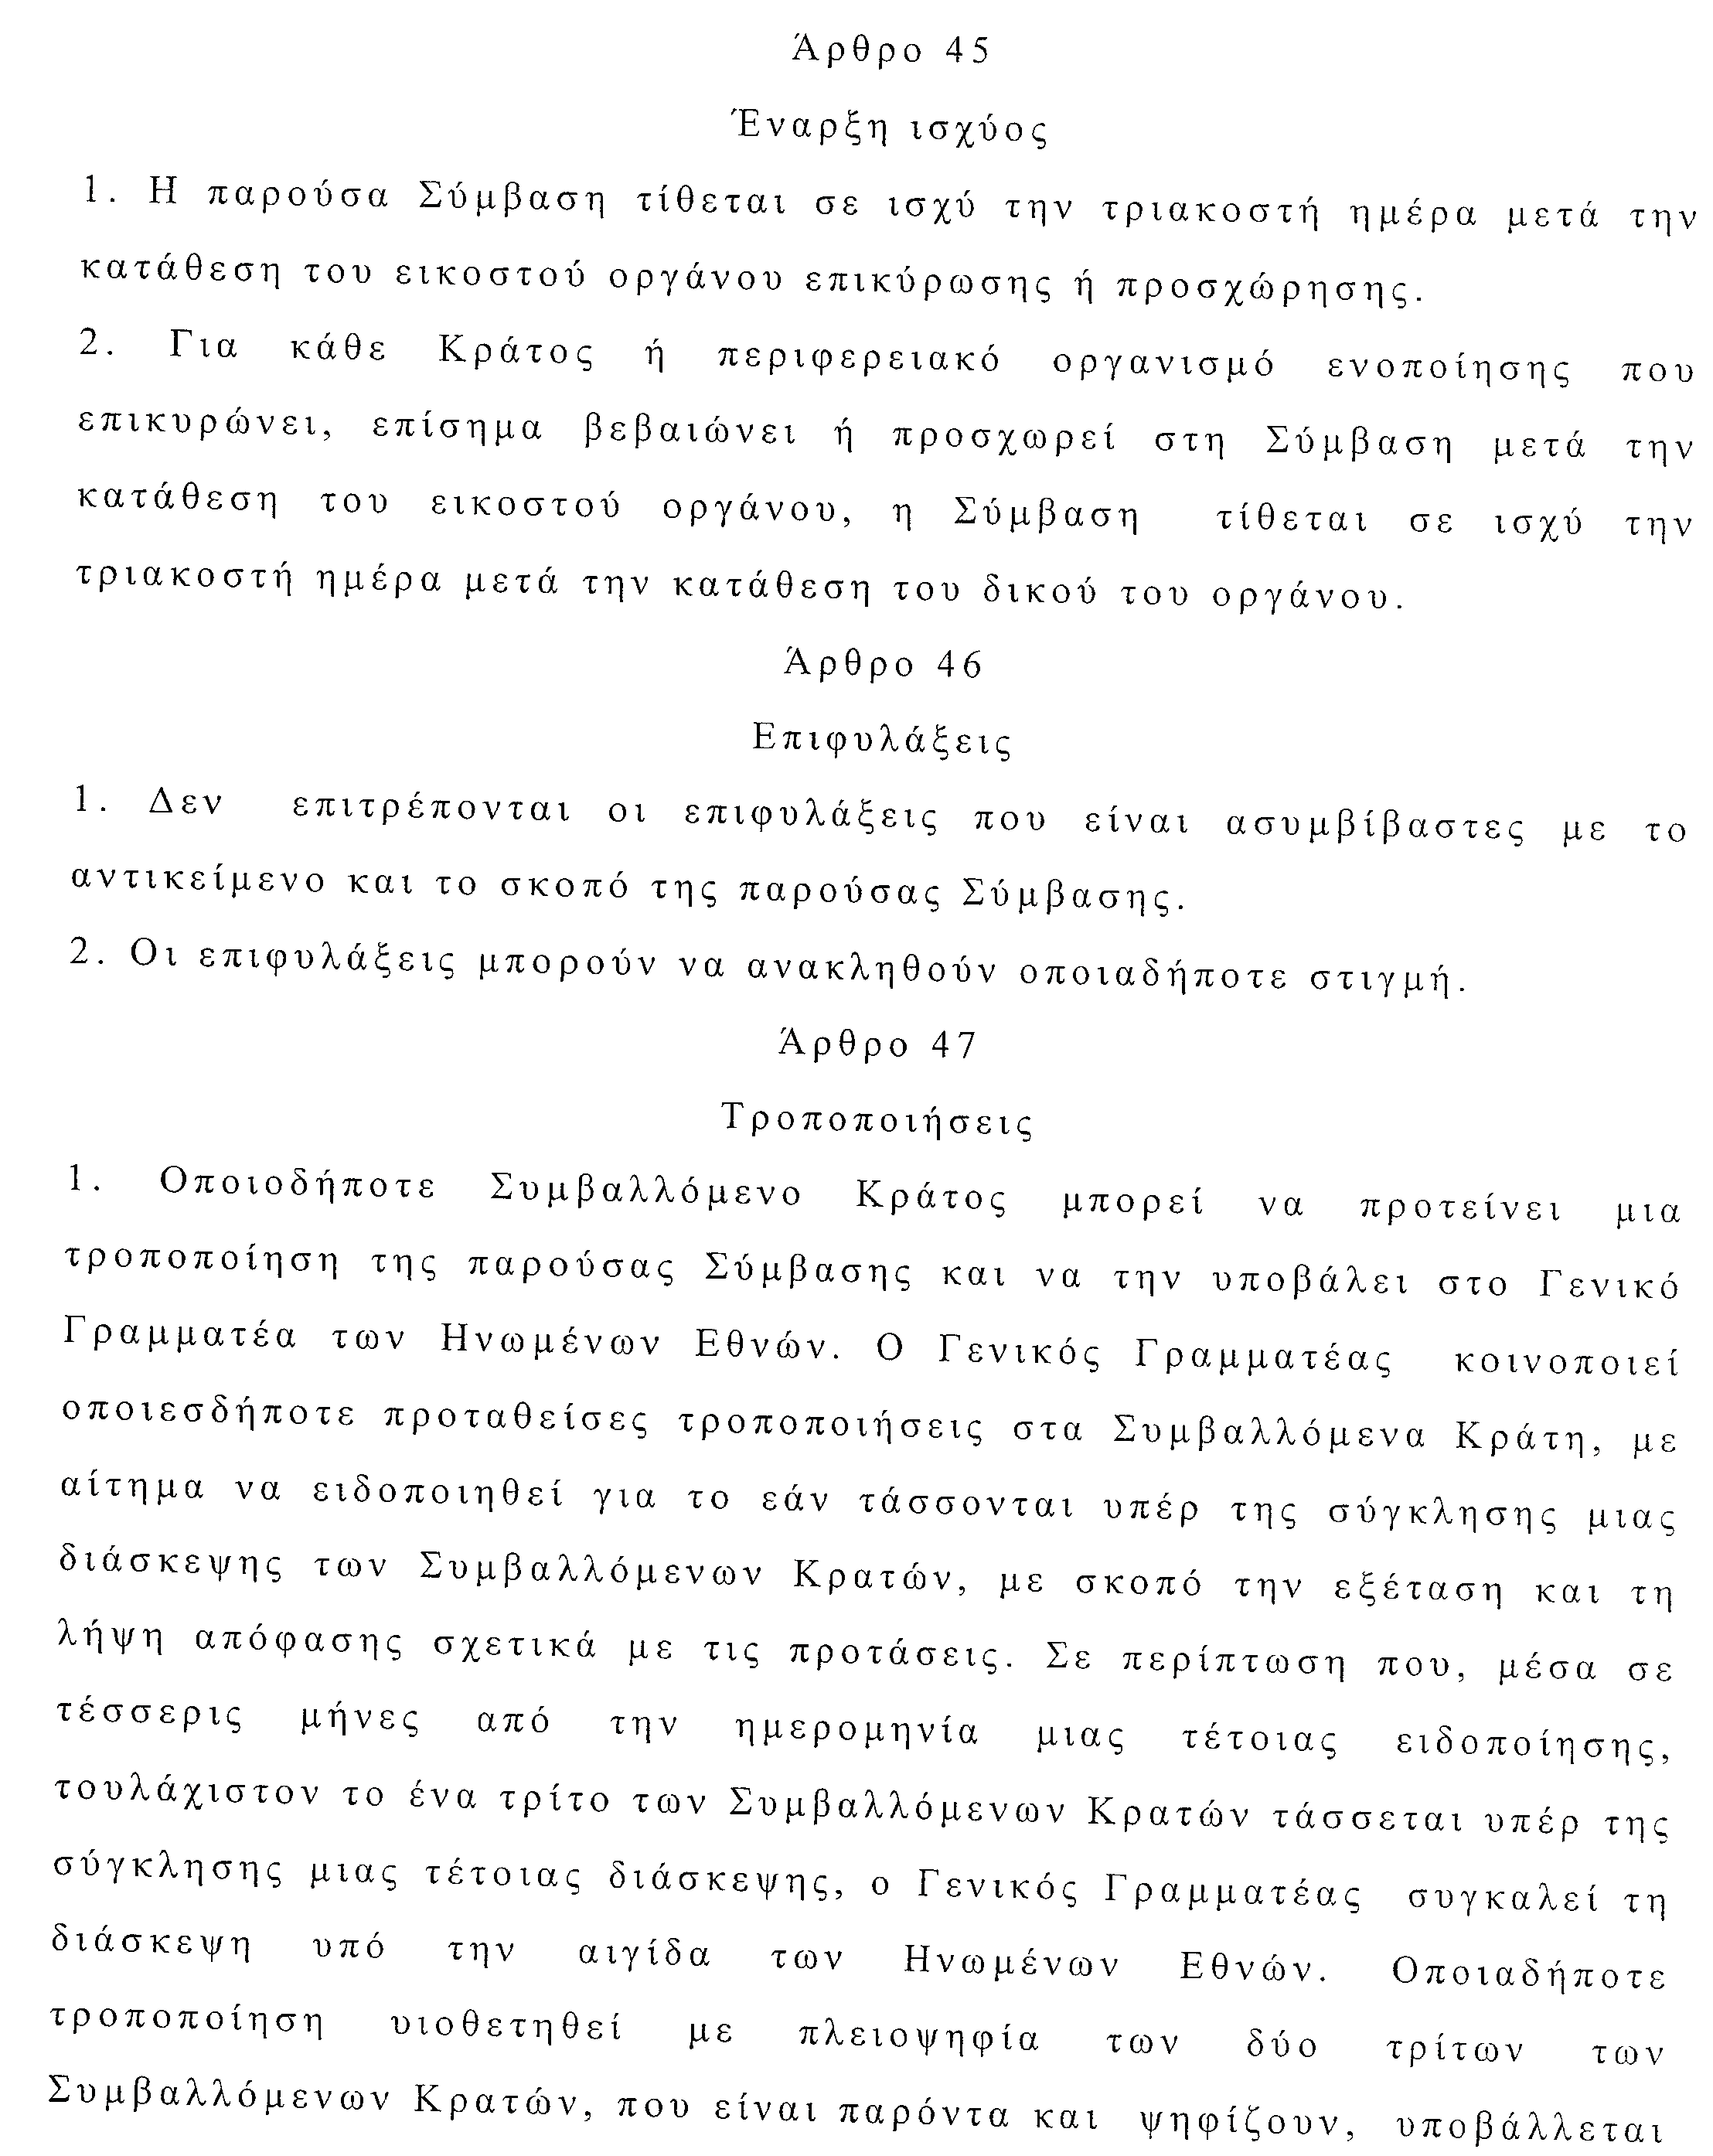 Άρθρο 45
Έναρξη ισχύος
1. Η παρούσα Σύμβαση τίθεται σε ισχύ την τριακοστή ημέρα μετά την
κατάθεση του εικοστού οργάνου επικύρωσης ή προσχώρησης.
2. Για κάθε Κράτος ή περιφερειακό οργανισμό ενοποίησης που
επικυρώνει, επίσημα βεβαιώνει ή προσχωρεί στη Σύμβαση μετά την
κατάθεση του εικοστού οργάνου, η Σύμβαση τίθεται σε ισχύ την
τριακοστή ημέρα μετά την κατάθεση του δικού του οργάνου.
Άρθρο 46
Επιφυλάξεις
1. Δεν επιτρέπονται οι επιφυλάξεις που είναι ασυμβίβαστες με το
αντικείμενο και το σκοπό της παρούσας Σύμβασης.
2. Οι επιφυλάξεις μπορούν να ανακληθούν οποιαδήποτε στιγμή.
Άρθρο 47
Τροποποιήσεις
1. Οποιοδήποτε Συμβαλλόμενο Κράτος μπορεί να προτείνει μια
τροποποίηση της παρούσας Σύμβασης και να την υποβάλει στο Γενικό
Γραμματέα των Ηνωμένων Εθνών. Ο Γενικός Γραμματέας κοινοποιεί
οποιεσδήποτε προταθείσες τροποποιήσεις στα Συμβαλλόμενα Κράτη, με
αίτημα να ειδοποιηθεί για το εάν τάσσονται υπέρ της σύγκλησης μιας
διάσκεψης των Συμβαλλόμενων Κρατών, με σκοπό την εξέταση και τη
λήψη απόφασης σχετικά με τις προτάσεις. Σε περίπτωση που, μέσα σε
τέσσερις μήνες από την ημερομηνία μιας τέτοιας ειδοποίησης,
τουλάχιστον το ένα τρίτο των Συμβαλλόμενων Κρατών τάσσεται υπέρ της
σύγκλησης μιας τέτοιας διάσκεψης, ο Γενικός Γραμματέας συγκαλεί τη
διάσκεψη υπό την αιγίδα των Ηνωμένων Εθνών. Οποιαδήποτε
τροποποίηση υιοθετηθεί με πλειοψηφία των δύο τρίτων των
Συμβαλλόμενων Κρατών, που είναι παρόντα και ψηφίζουν, υποβάλλεται